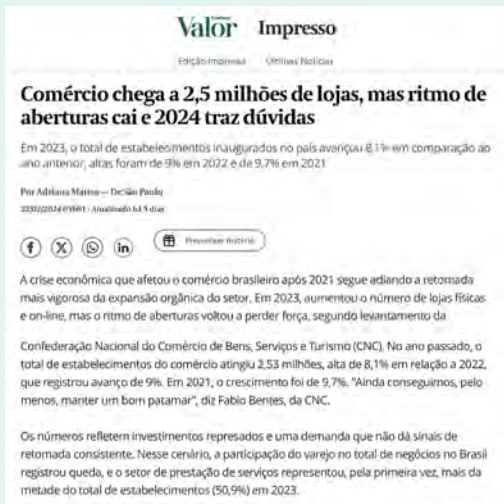 Valor Impresso
Edição Impressa Últimas Notícias
Comércio chega a 2,5 milhões de lojas, mas ritmo de
aberturas cai e 2024 traz dúvidas
Em 2023, o total de estabelecimentos inaugurados no país avançou 8,1% em comparação ao
ano anterior, altas foram de 9% em 2022 e de 9,7% em 2021
Por Adriana Mattos — De São Paulo
22/02/2024 · Atualizado há 5 dias
Presentear matéria
A crise econômica que afetou o comércio brasileiro após 2021 segue adiando a retomada
mais vigorosa da expansão orgânica do setor. Em 2023, aumentou o número de lojas físicas
e on-line, mas o ritmo de aberturas voltou a perder força, segundo levantamento da
Confederação Nacional do Comércio de Bens, Serviços e Turismo (CNC). No ano passado, o
total de estabelecimentos do comércio atingiu 2,53 milhões, alta de 8,1% em relação a 2022,
que registrou avanço de 9%. Em 2021, o crescimento foi de 9,7%. "Ainda conseguimos, pelo
menos, manter um bom patamar", diz Fabio Bentes, da CNC.
Os números refletem investimentos represados e uma demanda que não dá sinais de
retomada consistente. Nesse cenário, a participação do varejo no total de negócios no Brasil
registrou queda, e o setor de prestação de serviços representou, pela primeira vez, mais da
metade do total de estabelecimentos (50,9%) em 2023.